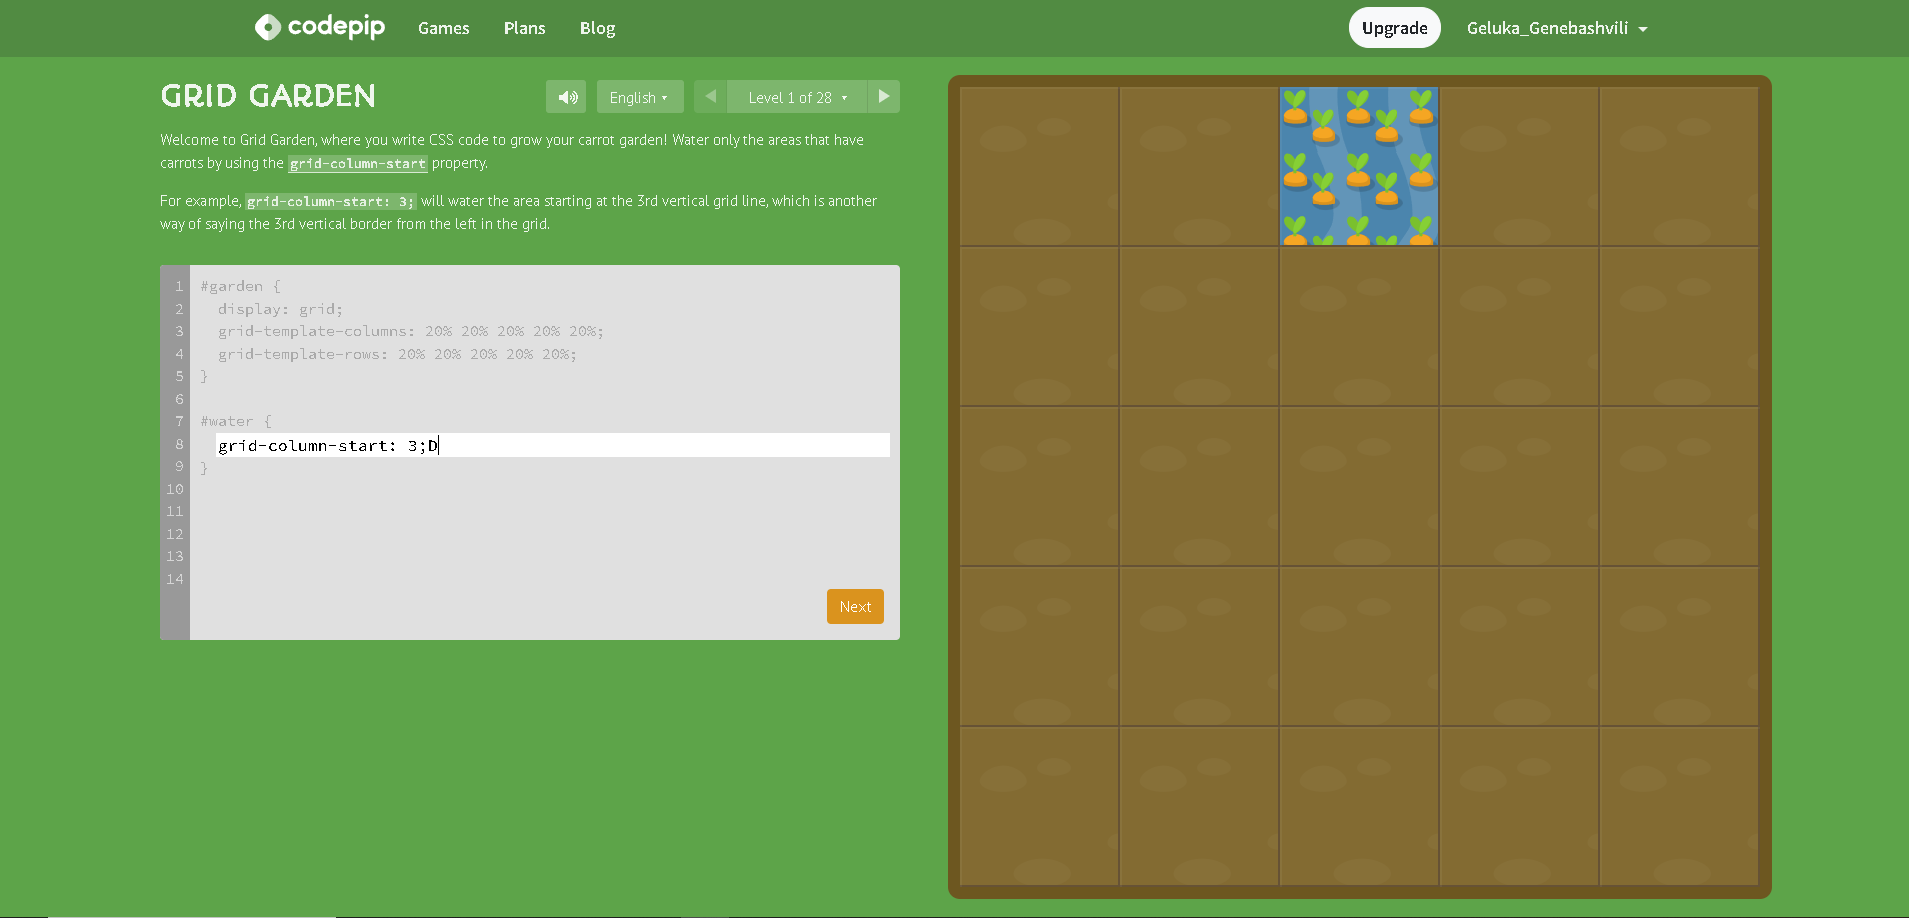 codepip Games Plans Blog Upgrade Geluka_Genebashvili
GRID GARDEN English Level 1 of 28
Welcome to Grid Garden, where you write CSS code to grow your carrot garden! Water only the areas that have
carrots by using the grid-column-start property.
For example, grid-column-start: 3; will water the area starting at the 3rd vertical grid line, which is another
way of saying the 3rd vertical border from the left in the grid.
1 #garden {
2 display: grid;
3 grid-template-columns: 20% 20% 20% 20% 20%;
4 grid-template-rows: 20% 20% 20% 20% 20%;
5 }
6
7 #water {
8 grid-column-start: 3;D
9 }
10
11
12
13
14
Next